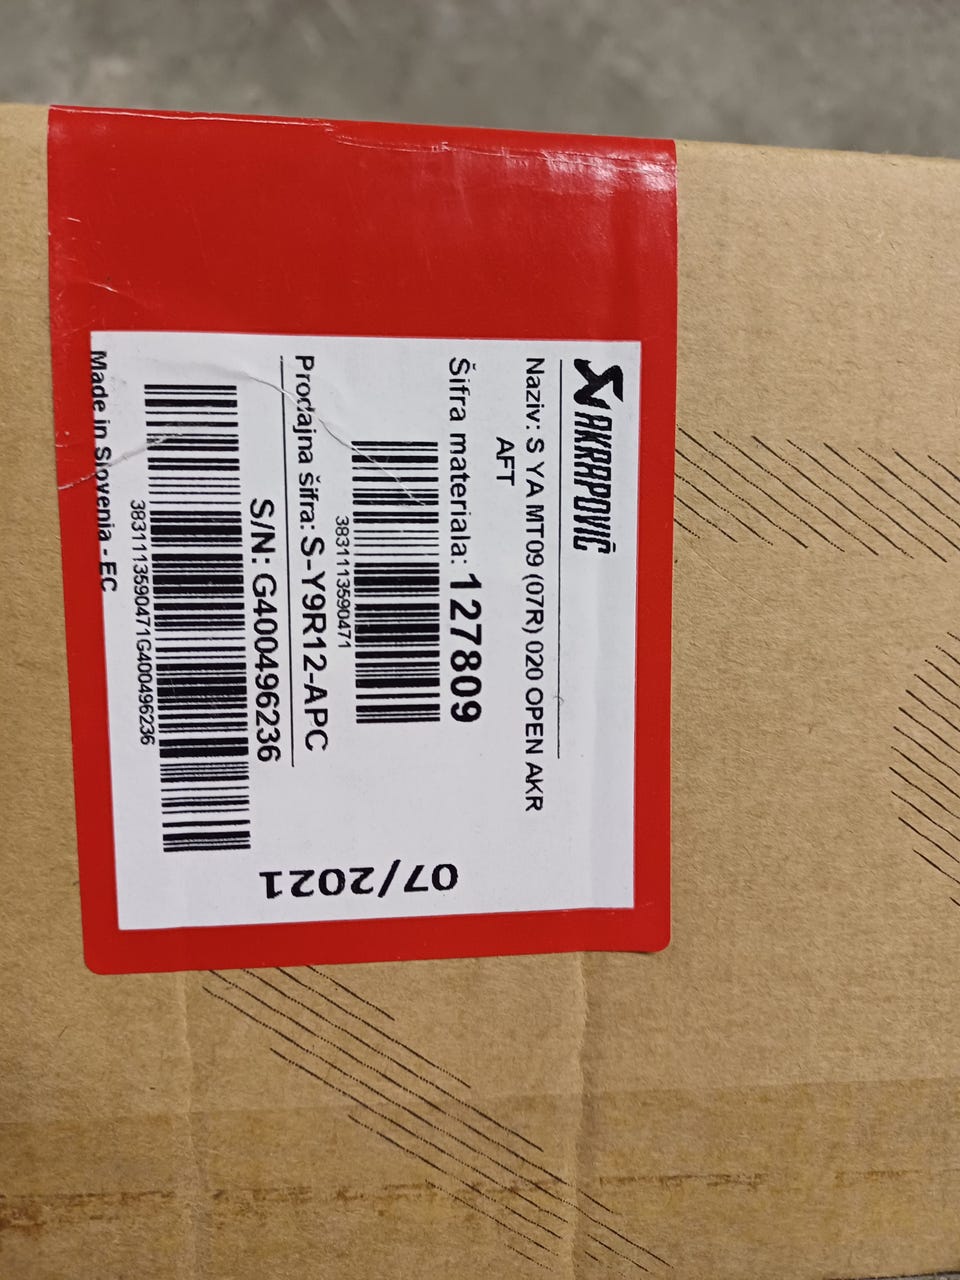 AKRAPOVIČ
Naziv: S YA MT09 (07R) 020 OPEN AKR
AFT
Šifra materiala: 127809
3831113590471
Prodajna šifra: S-Y9R12-APC
S/N: G400496236
3831113590471G400496236
Made in Slovenia - EC
07/2021